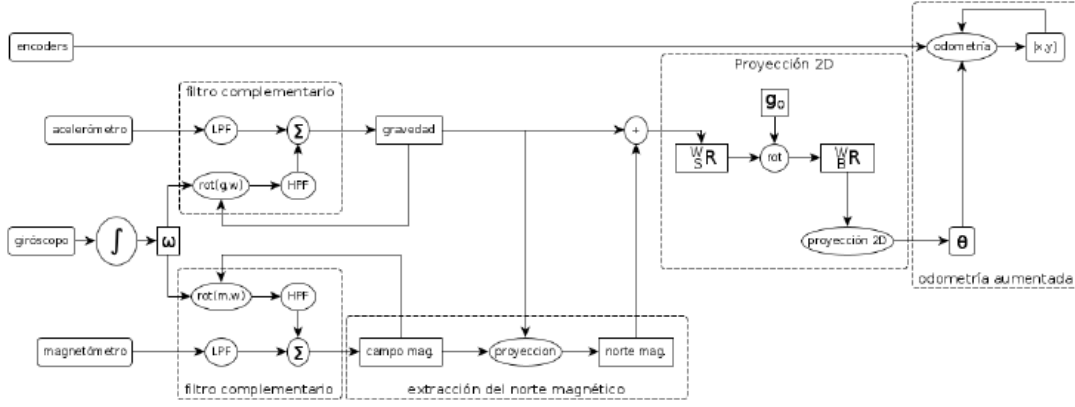 encoders
odometría
[x,y]
Proyección 2D
filtro complementario
g₀
acelerómetro
LPF
Σ
gravedad
+
W
S R
rot
W
B R
rot(g,w)
HPF
giróscopo
∫
ω
proyección 2D
θ
odometría aumentada
rot(m,w)
HPF
magnetómetro
LPF
Σ
campo mag.
proyeccion
norte mag.
filtro complementario
extracción del norte magnético